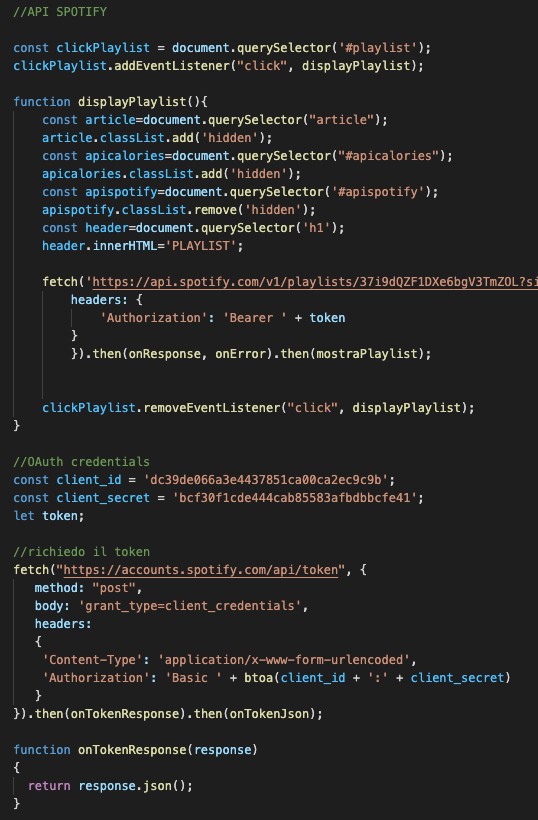 //API SPOTIFY
const clickPlaylist = document.querySelector('#playlist');
clickPlaylist.addEventListener("click", displayPlaylist);
function displayPlaylist(){
const article=document.querySelector("article");
article.classList.add('hidden');
const apicalories=document.querySelector("#apicalories");
apicalories.classList.add('hidden');
const apispotify=document.querySelector('#apispotify');
apispotify.classList.remove('hidden');
const header=document.querySelector('h1');
header.innerHTML='PLAYLIST';
fetch('https://api.spotify.com/v1/playlists/37i9dQZF1DXe6bgV3TmZOL?si
headers: {
'Authorization': 'Bearer ' + token
}
}).then(onResponse, onError).then(mostraPlaylist);
clickPlaylist.removeEventListener("click", displayPlaylist);
}
//OAuth credentials
const client_id = 'dc39de066a3e4437851ca00ca2ec9c9b';
const client_secret = 'bcf30f1cde444cab85583afbdbbcfe41';
let token;
//richiedo il token
fetch("https://accounts.spotify.com/api/token", {
method: "post",
body: 'grant_type=client_credentials',
headers:
{
'Content-Type': 'application/x-www-form-urlencoded',
'Authorization': 'Basic ' + btoa(client_id + ':' + client_secret)
}
}).then(onTokenResponse).then(onTokenJson);
function onTokenResponse(response)
{
return response.json();
}